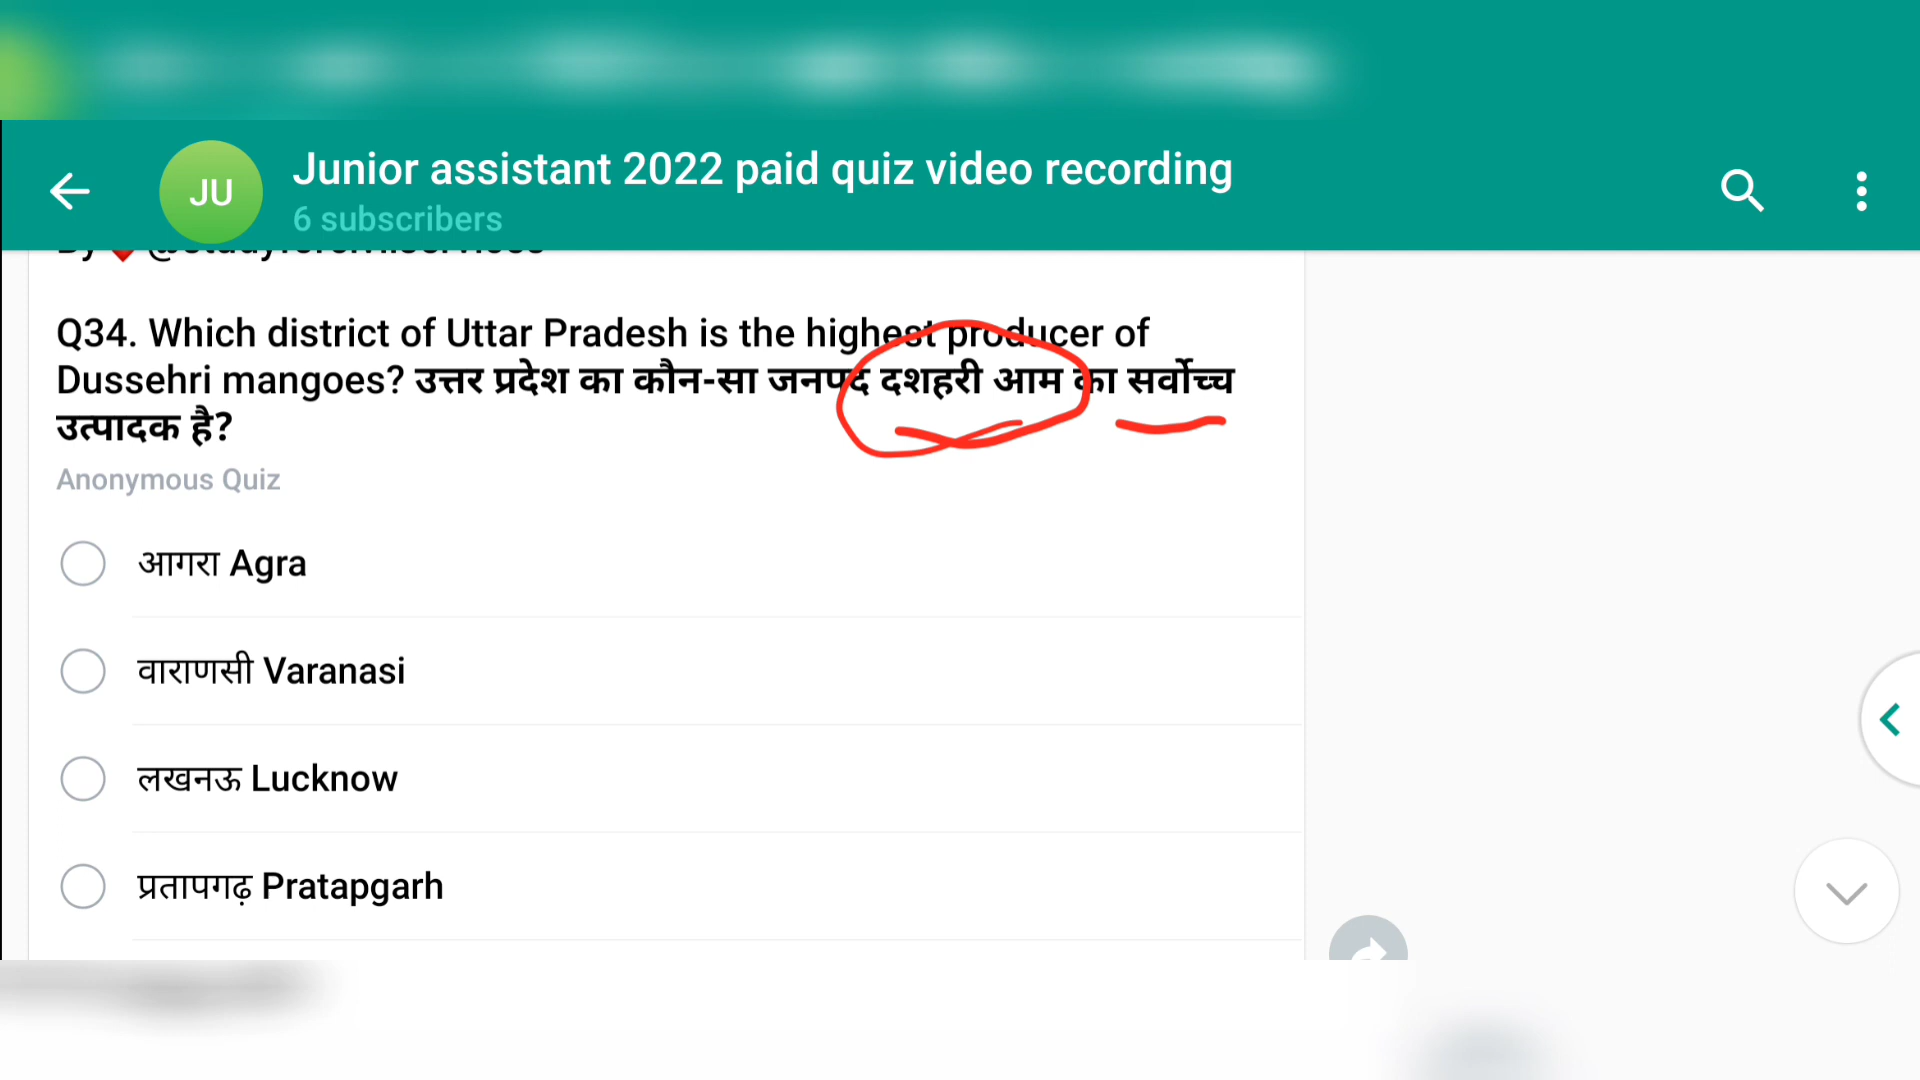 Junior assistant 2022 paid quiz video recording
JU
6 subscribers
Q34. Which district of Uttar Pradesh is the highest producer of
Dussehri mangoes? उत्तर प्रदेश का कौन-सा जनपद दशहरी आम का सर्वोच्च
उत्पादक है?
Anonymous Quiz
आगरा Agra
वाराणसी Varanasi
लखनऊ Lucknow
प्रतापगढ़ Pratapgarh